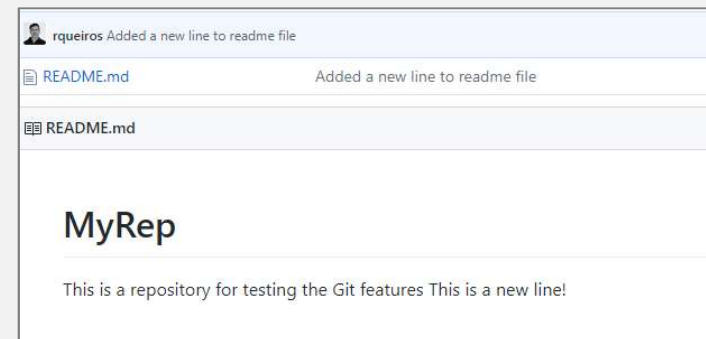 rqueiros Added a new line to readme file
README.md Added a new line to readme file
README.md
MyRep
This is a repository for testing the Git features This is a new line!